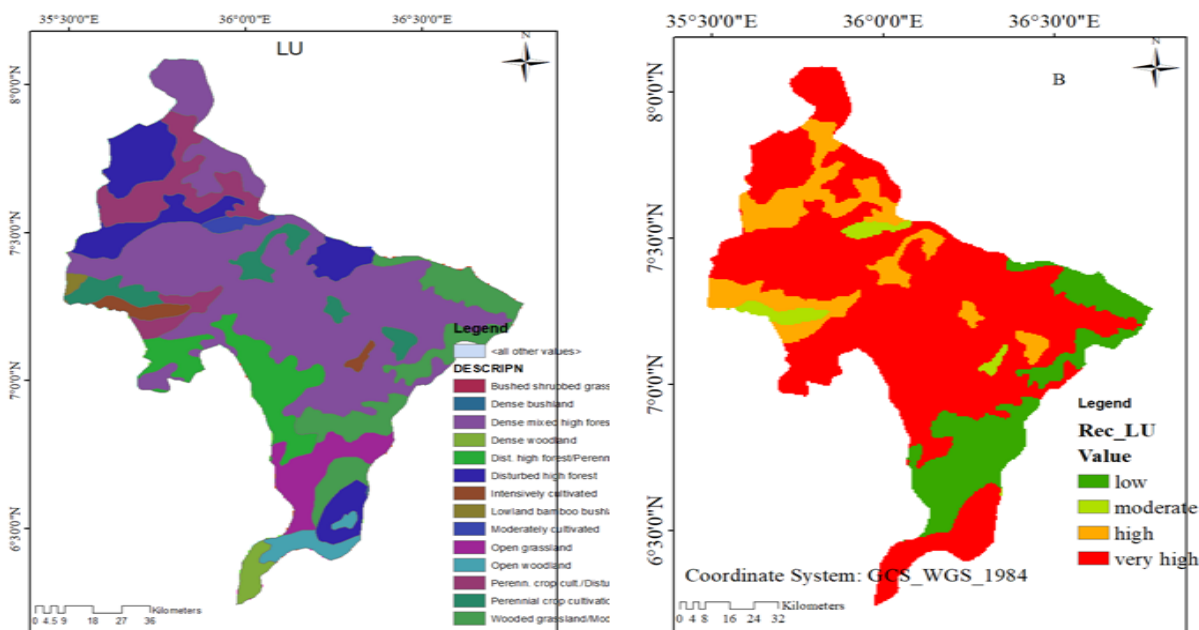 35°30'0"E 36°0'0"E 36°30'0"E
LU
N
8°0'0"N
7°30'0"N
7°0'0"N
6°30'0"N
Legend
<all other values>
DESCRIPN
Bushed shrubbed grass
Dense bushland
Dense mixed high fores
Dense woodland
Dist. high forest/Perenn
Disturbed high forest
Intensively cultivated
Lowland bamboo bushla
Moderately cultivated
Open grassland
Open woodland
Perenn. crop cult./Distu
Perennial crop cultivatio
Wooded grassland/Mod
Kilometers
0 4.5 9 18 27 36
35°30'0"E 36°0'0"E 36°30'0"E
N
B
8°0'0"N
7°30'0"N
7°0'0"N
6°30'0"N
Legend
Rec_LU
Value
low
moderate
high
very high
Coordinate System: GCS_WGS_1984
Kilometers
0 4 8 16 24 32